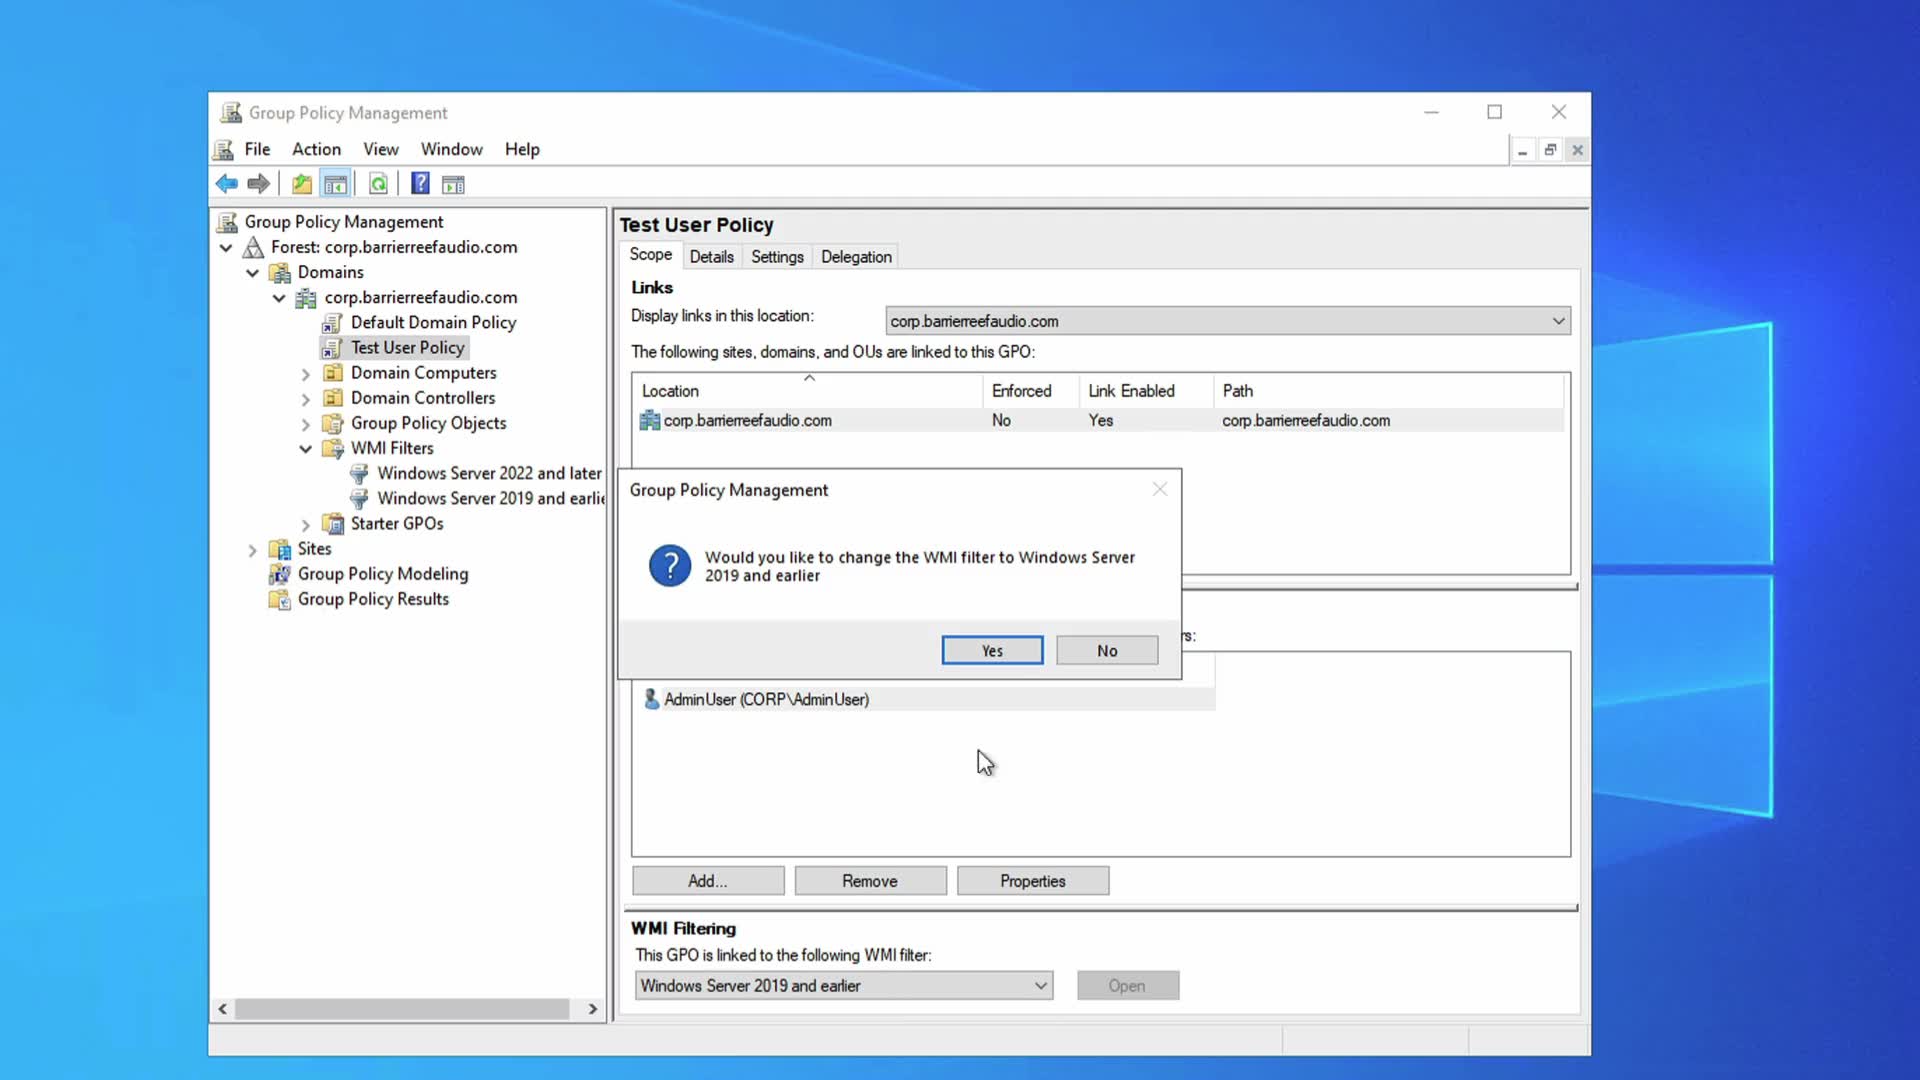 Group Policy Management
File Action View Window Help
Group Policy Management
Forest: corp.barrierreefaudio.com
Domains
corp.barrierreefaudio.com
Default Domain Policy
Test User Policy
Domain Computers
Domain Controllers
Group Policy Objects
WMI Filters
Windows Server 2022 and later
Windows Server 2019 and earlie
Starter GPOs
Sites
Group Policy Modeling
Group Policy Results
Test User Policy
Scope Details Settings Delegation
Links
Display links in this location: corp.barrierreefaudio.com
The following sites, domains, and OUs are linked to this GPO:
Location Enforced Link Enabled Path
corp.barrierreefaudio.com No Yes corp.barrierreefaudio.com
Group Policy Management
Would you like to change the WMI filter to Windows Server
2019 and earlier
Yes No
rs:
AdminUser (CORP\AdminUser)
Add... Remove Properties
WMI Filtering
This GPO is linked to the following WMI filter:
Windows Server 2019 and earlier Open